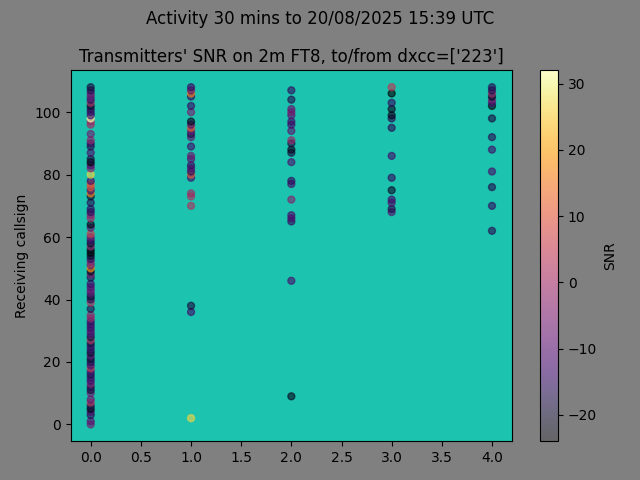 Activity 30 mins to 20/08/2025 15:39 UTC
Transmitters' SNR on 2m FT8, to/from dxcc=['223']
Receiving callsign
100
80
60
40
20
0
0.0 0.5 1.0 1.5 2.0 2.5 3.0 3.5 4.0
30
20
10
0
−10
−20
SNR